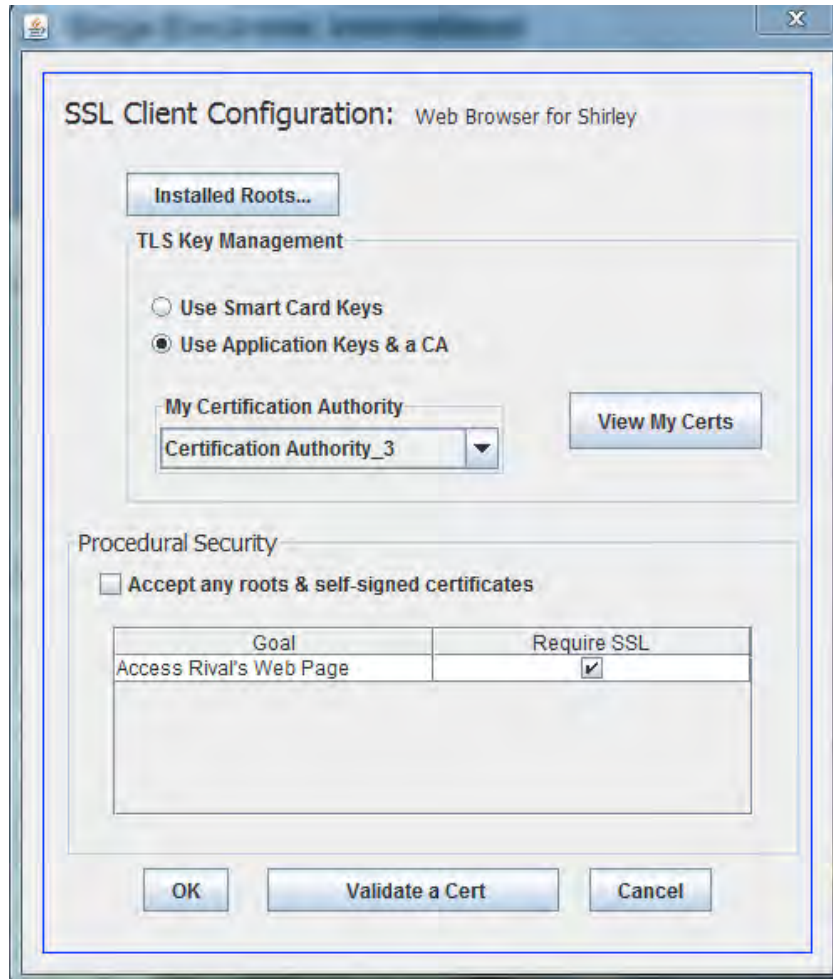 SSL Client Configuration: Web Browser for Shirley
Installed Roots...
TLS Key Management
Use Smart Card Keys
Use Application Keys & a CA
My Certification Authority
Certification Authority_3
View My Certs
Procedural Security
Accept any roots & self-signed certificates
Goal Require SSL
Access Rival's Web Page
OK Validate a Cert Cancel